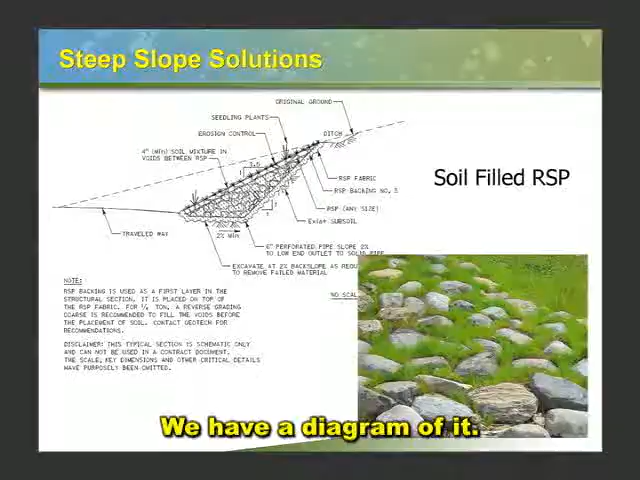 Steep Slope Solutions
ORIGINAL GROUND
SEEDLING PLANTS
DITCH
EROSION CONTROL
4" (Min) SOIL MIXTURE IN
VOIDS BETWEEN RSP
Soil Filled RSP
RSP FABRIC
RSP BACKING NO. 3
RSP (ANY SIZE)
Exist SUBSOIL
TRAVELED WAY
2% Min
6" PERFORATED PIPE SLOPE 2%
TO LOW END OUTLET TO SOLID PIPE
EXCAVATE AT 2% BACKSLOPE AS
TO REMOVE FAILED MATERIAL
NOTE:
RSP BACKING IS USED AS A FIRST LAYER IN THE
STRUCTURAL SECTION. IT IS PLACED ON TOP OF
THE RSP FABRIC. FOR 1/4 TON, A REVERSE GRADING
COARSE IS RECOMMENDED TO FILL THE VOIDS BEFORE
THE PLACEMENT OF SOIL. CONTACT GEOTECH FOR
RECOMMENDATIONS.
NO SCAL
DISCLAIMER: THIS TYPICAL SECTION IS SCHEMATIC ONLY
AND CAN NOT BE USED IN A CONTRACT DOCUMENT.
THE SCALE, KEY DIMENSIONS AND OTHER CRITICAL DETAILS
HAVE PURPOSELY BEEN OMITTED.
We have a diagram of it.